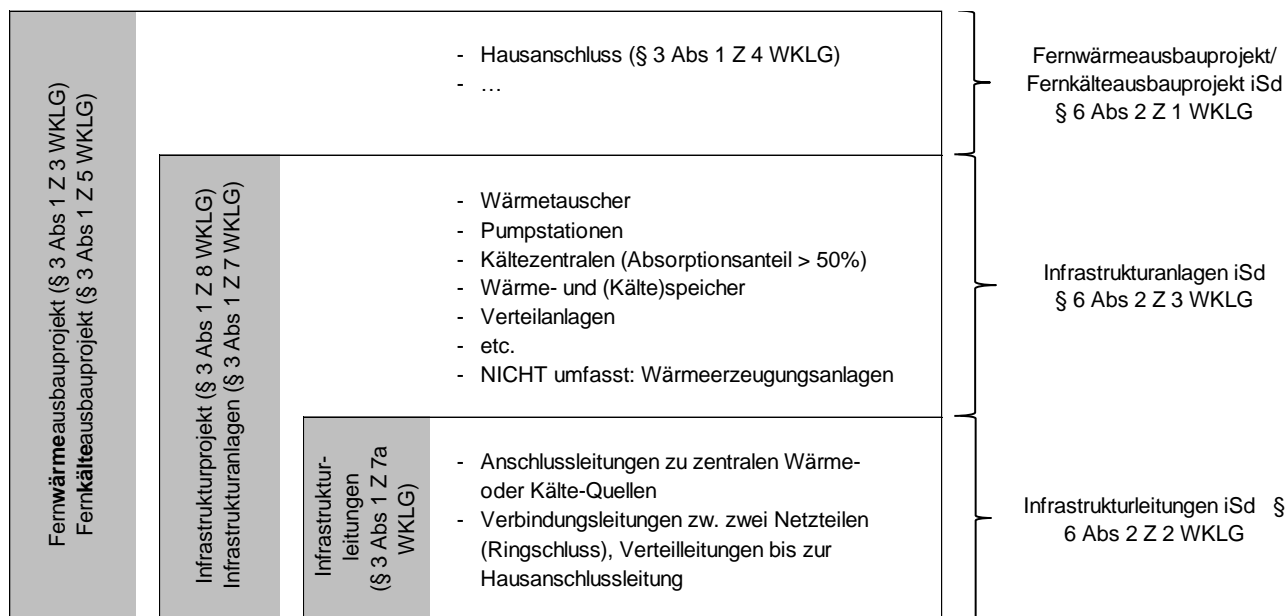 Fernwärmeausbauprojekt (§ 3 Abs 1 Z 3 WKLG)
Fernkälteausbauprojekt (§ 3 Abs 1 Z 5 WKLG)
- Hausanschluss (§ 3 Abs 1 Z 4 WKLG)
- …
Fernwärmeausbauprojekt/
Fernkälteausbauprojekt iSd
§ 6 Abs 2 Z 1 WKLG
Infrastrukturprojekt (§ 3 Abs 1 Z 8 WKLG)
Infrastrukturanlagen (§ 3 Abs 1 Z 7 WKLG)
- Wärmetauscher
- Pumpstationen
- Kältezentralen (Absorptionsanteil > 50%)
- Wärme- und (Kälte)speicher
- Verteilanlagen
- etc.
- NICHT umfasst: Wärmeerzeugungsanlagen
Infrastrukturanlagen iSd
§ 6 Abs 2 Z 3 WKLG
Infrastruktur-
leitungen
(§ 3 Abs 1 Z 7a
WKLG)
- Anschlussleitungen zu zentralen Wärme-
oder Kälte-Quellen
- Verbindungsleitungen zw. zwei Netzteilen
(Ringschluss), Verteilleitungen bis zur
Hausanschlussleitung
Infrastrukturleitungen iSd §
6 Abs 2 Z 2 WKLG